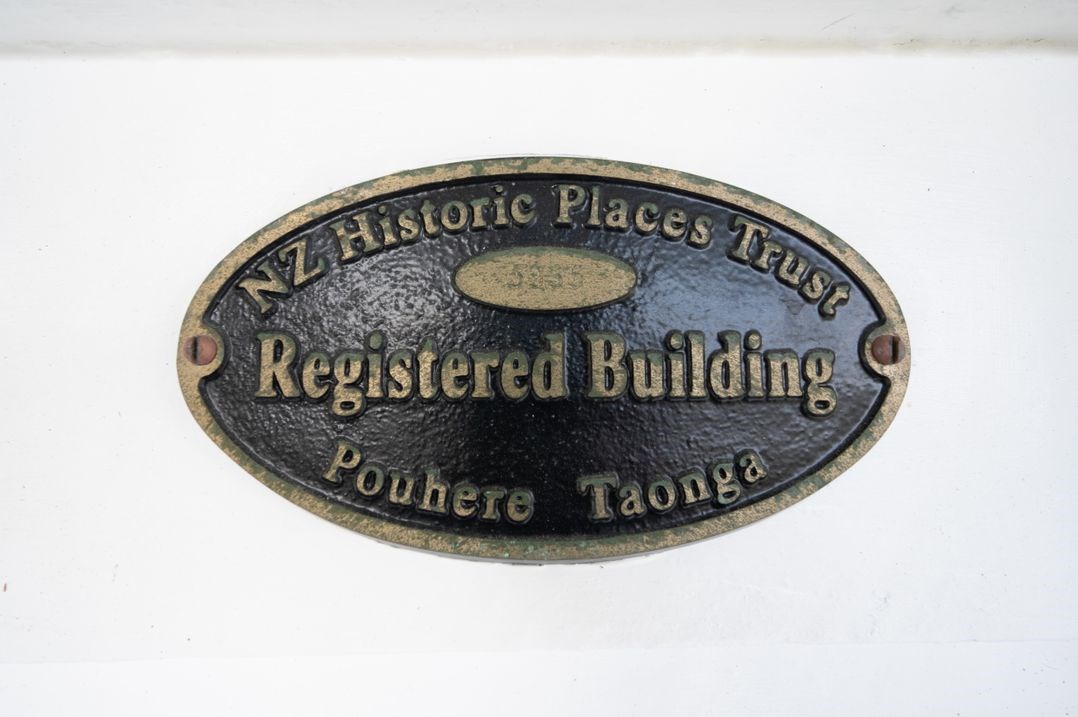 NZ Historic Places Trust
Registered Building
Pouhere Taonga